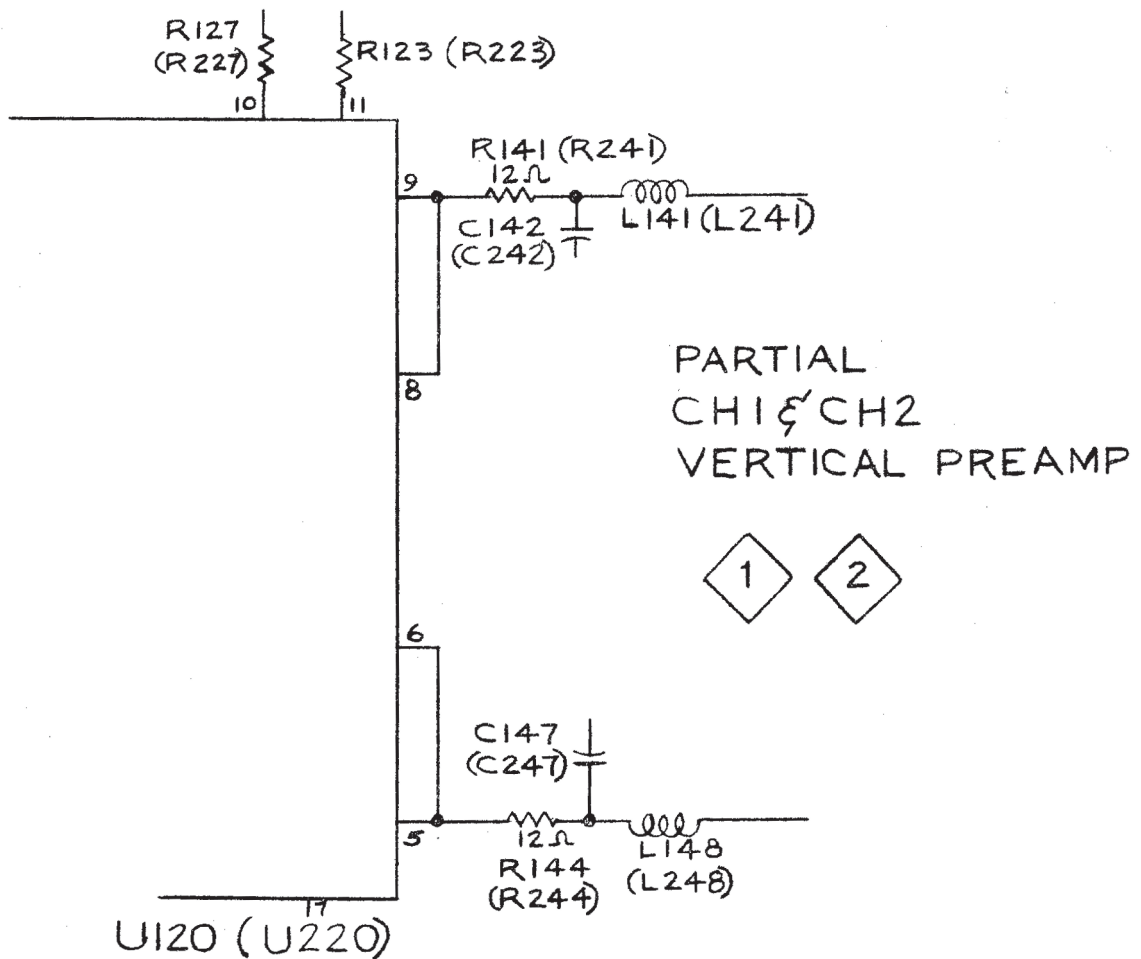 R127
(R227)
R123 (R223)
10
11
R141 (R241)
12Ω
9
C142
(C242)
L141 (L241)
8
PARTIAL
CH1 & CH2
VERTICAL PREAMP
1
2
6
C147
(C247)
5
12Ω
R144
(R244)
L148
(L248)
17
U120 (U220)